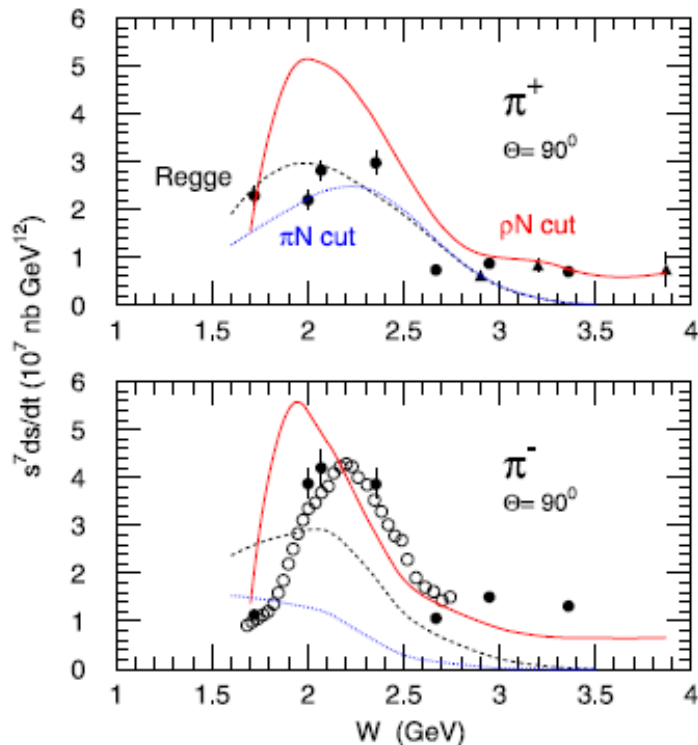 6
5
4
3
2
1
0
π⁺
Θ= 90⁰
Regge
πN cut
ρN cut
1 1.5 2 2.5 3 3.5 4
s⁷ds/dt (10⁷ nb GeV¹²)
6
5
4
3
2
1
0
π⁻
Θ= 90⁰
1 1.5 2 2.5 3 3.5 4
W (GeV)